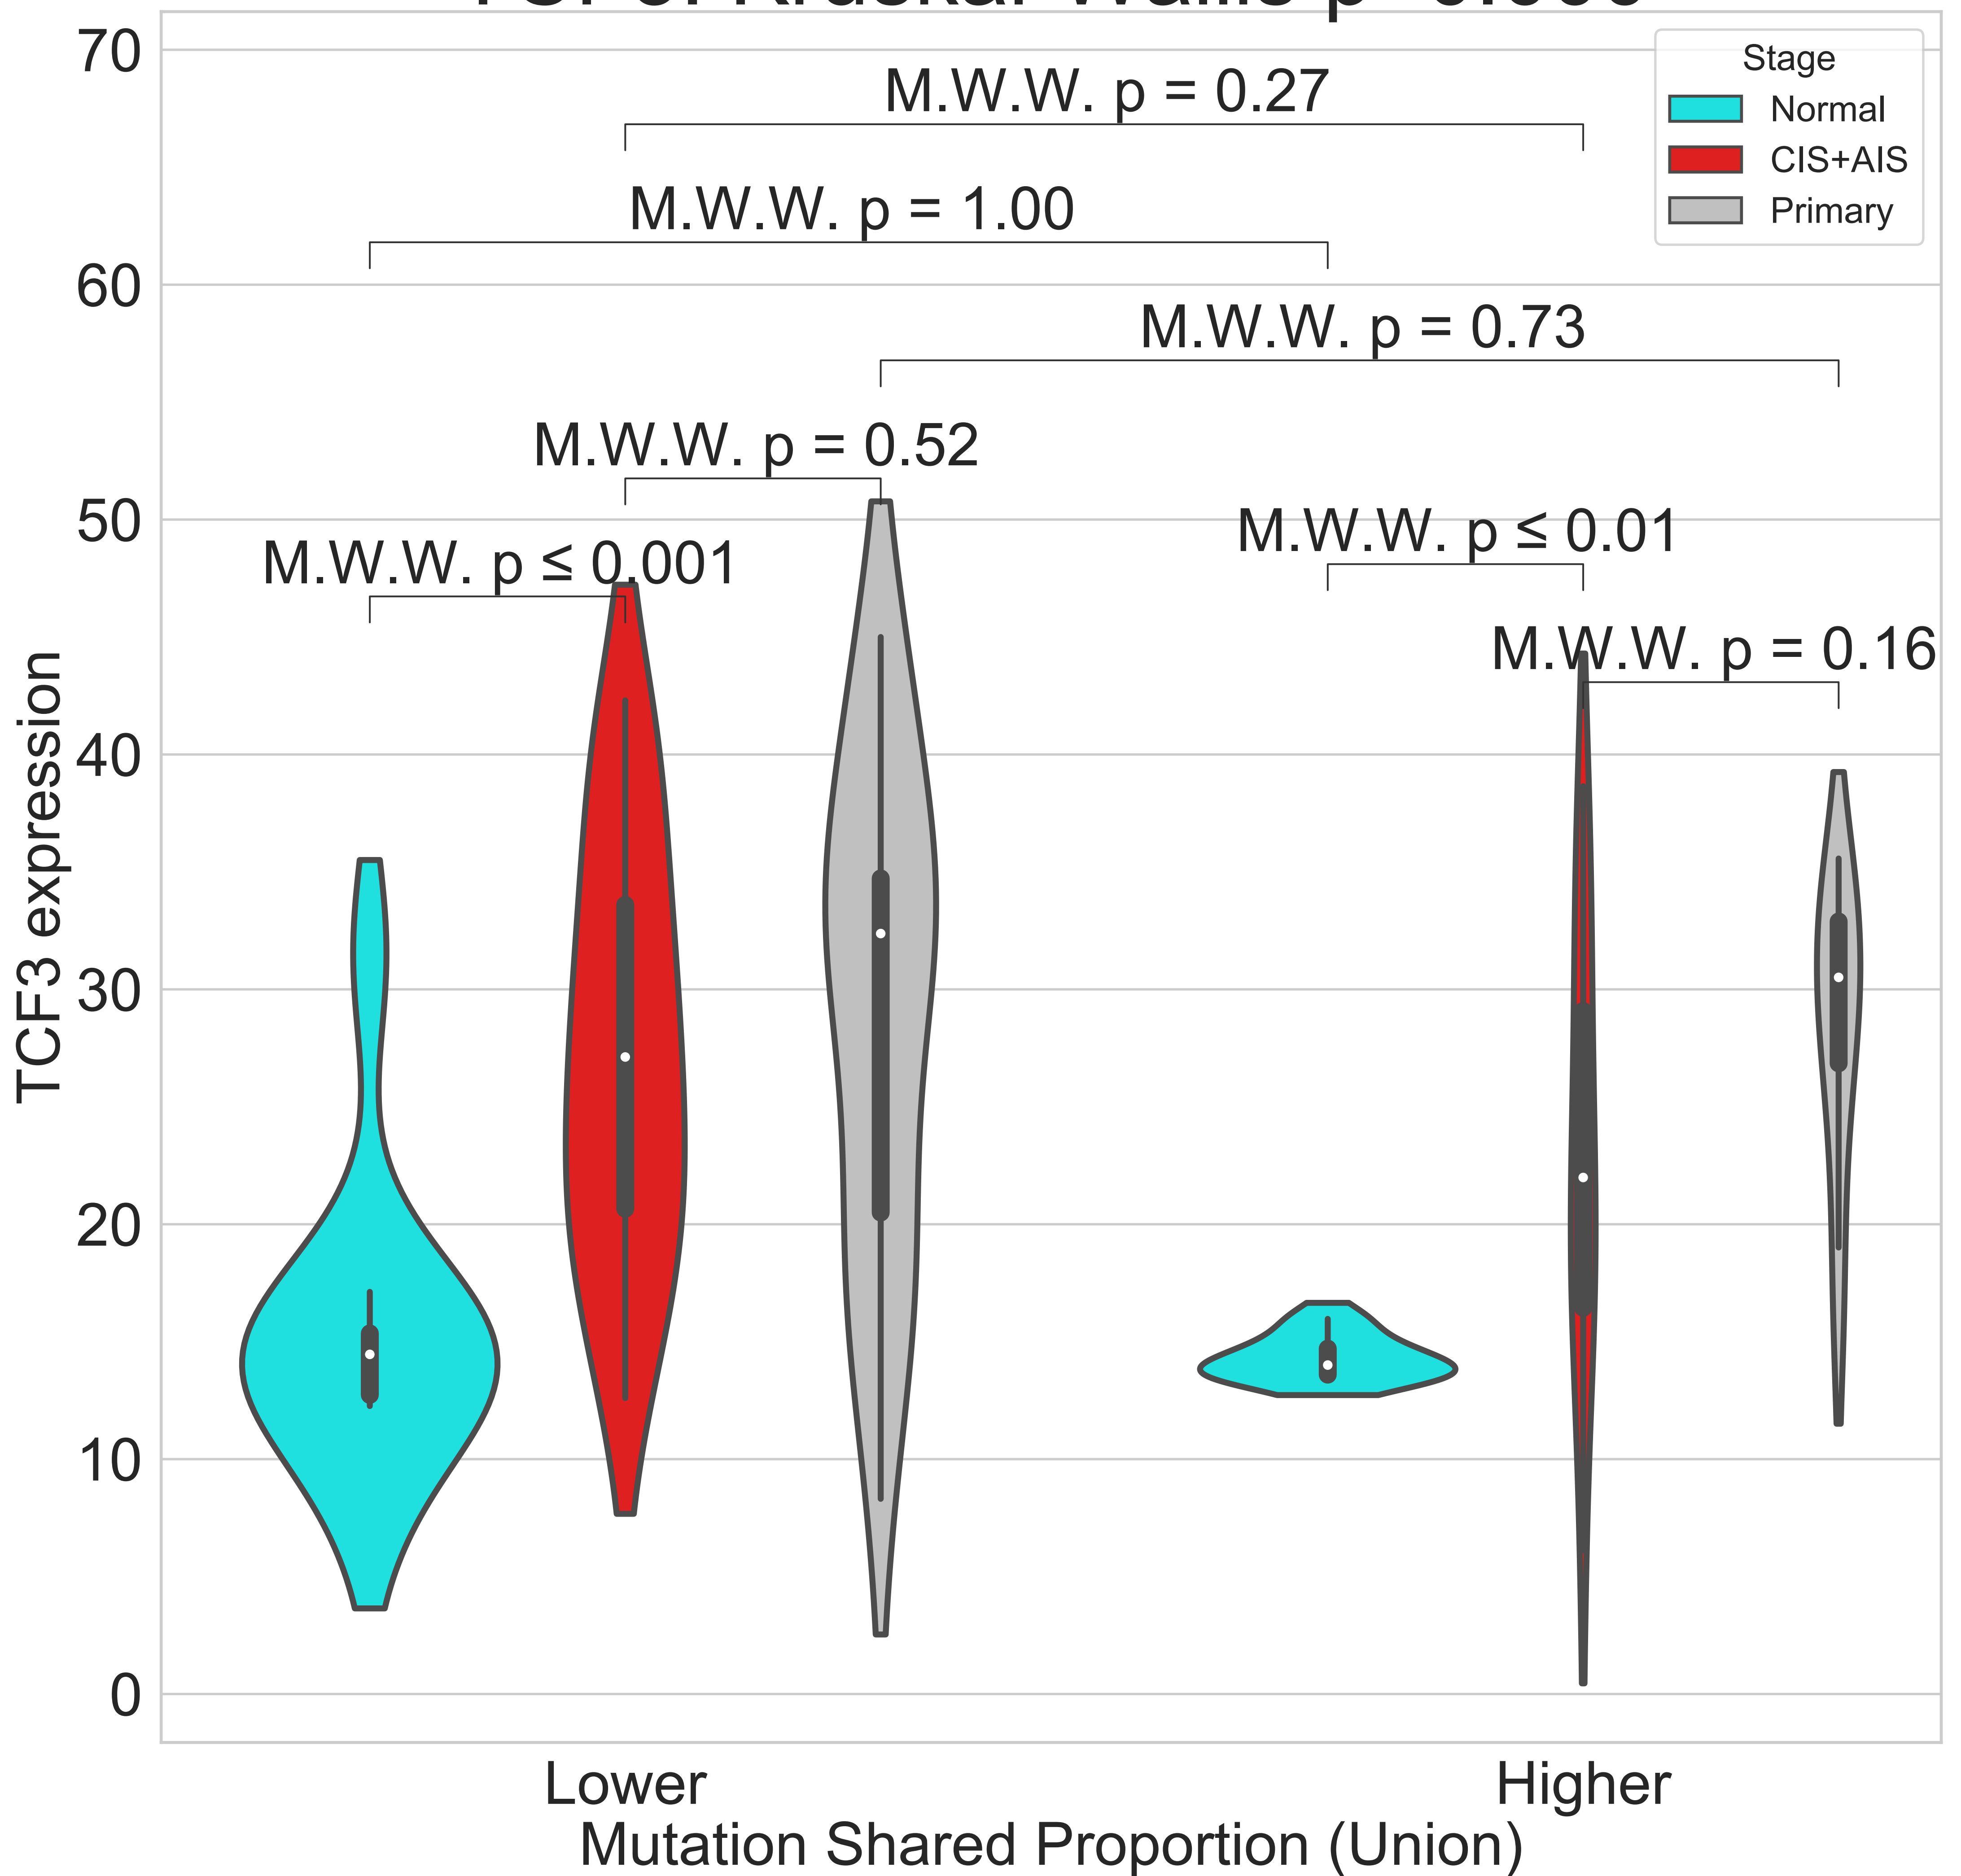 70
Stage
Normal
CIS+AIS
Primary
M.W.W. p = 0.27
M.W.W. p = 1.00
60
M.W.W. p = 0.73
M.W.W. p = 0.52
50
M.W.W. p ≤ 0.01
M.W.W. p ≤ 0.001
M.W.W. p = 0.16
40
TCF3 expression
30
20
10
0
Lower
Higher
Mutation Shared Proportion (Union)